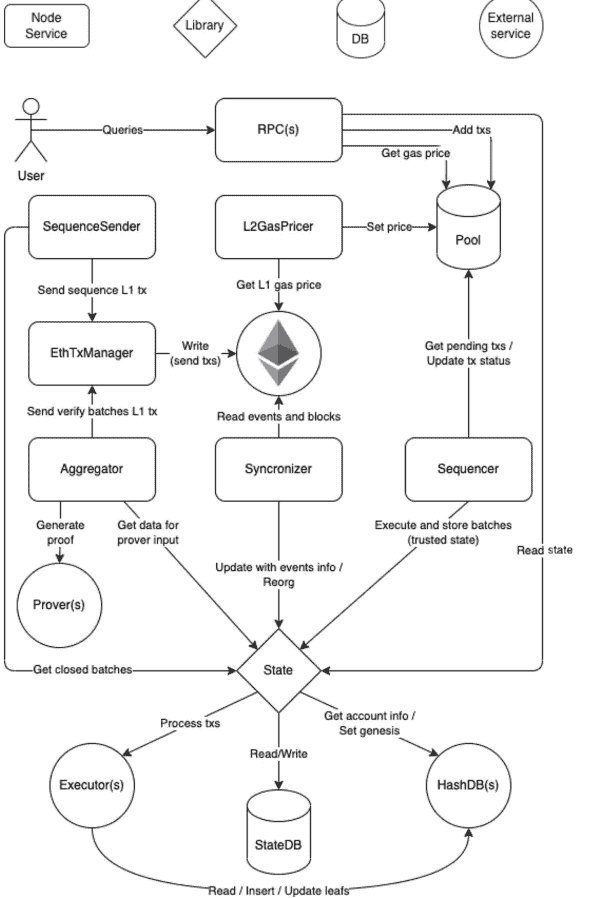 Node
Service
Library
DB
External
service
User
Queries
RPC(s)
Add txs
Get gas price
SequenceSender
L2GasPricer
Set price
Pool
Send sequence L1 tx
Get L1 gas price
EthTxManager
Write
(send txs)
Get pending txs /
Update tx status
Send verify batches L1 tx
Read events and blocks
Aggregator
Syncronizer
Sequencer
Generate
proof
Get data for
prover input
Execute and store batches
(trusted state)
Read state
Update with events info /
Reorg
Prover(s)
Get closed batches
State
Process txs
Get account info /
Set genesis
Read/Write
Executor(s)
HashDB(s)
StateDB
Read / Insert / Update leafs